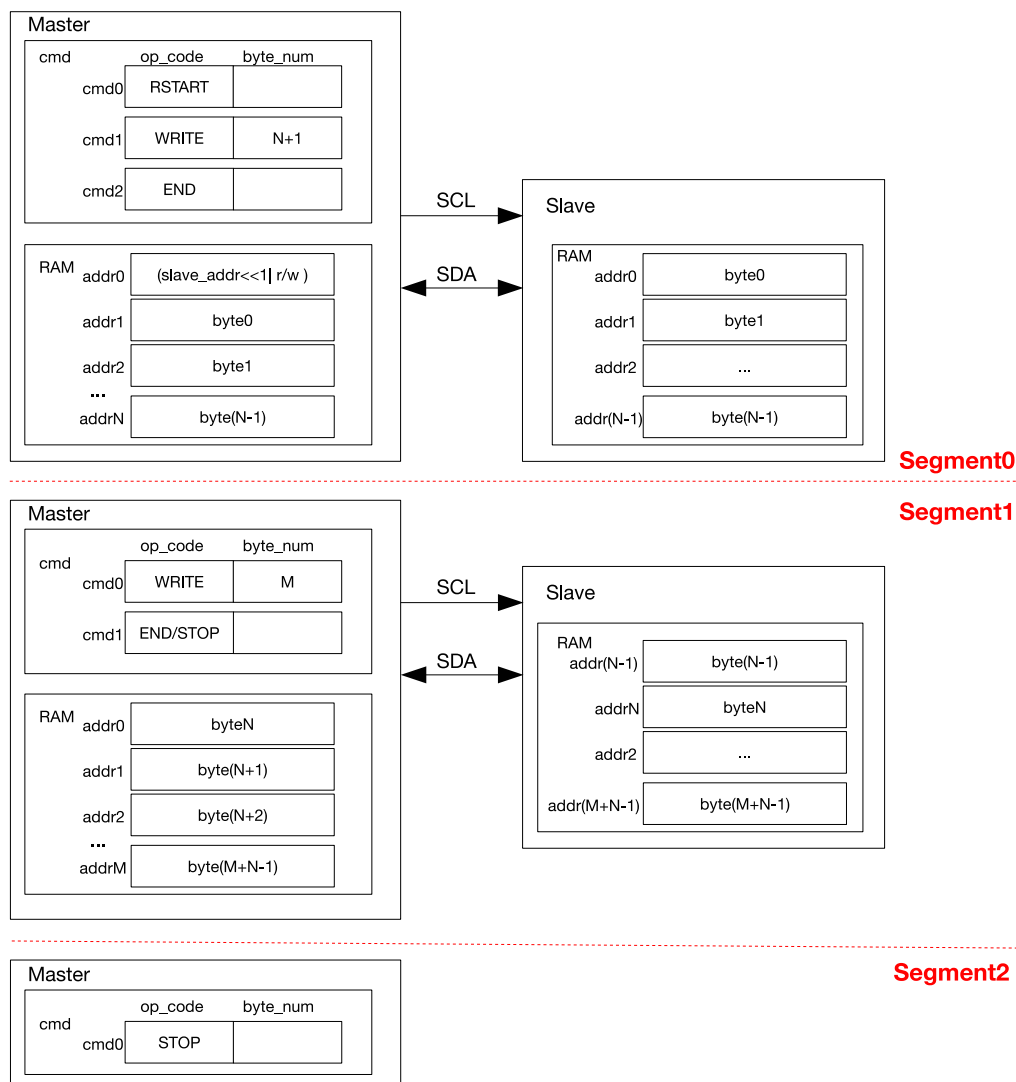 Master
cmd op_code byte_num
cmd0 RSTART
cmd1 WRITE N+1
cmd2 END
RAM
addr0 (slave_addr<<1| r/w )
addr1 byte0
addr2 byte1
...
addrN byte(N-1)
SCL
SDA
Slave
RAM
addr0 byte0
addr1 byte1
addr2 ...
addr(N-1) byte(N-1)
Segment0
Segment1
Master
op_code byte_num
cmd
cmd0 WRITE M
cmd1 END/STOP
RAM
addr0 byteN
addr1 byte(N+1)
addr2 byte(N+2)
...
addrM byte(M+N-1)
SCL
SDA
Slave
RAM
addr(N-1) byte(N-1)
addrN byteN
addr2 ...
addr(M+N-1) byte(M+N-1)
Segment2
Master
op_code byte_num
cmd
cmd0 STOP